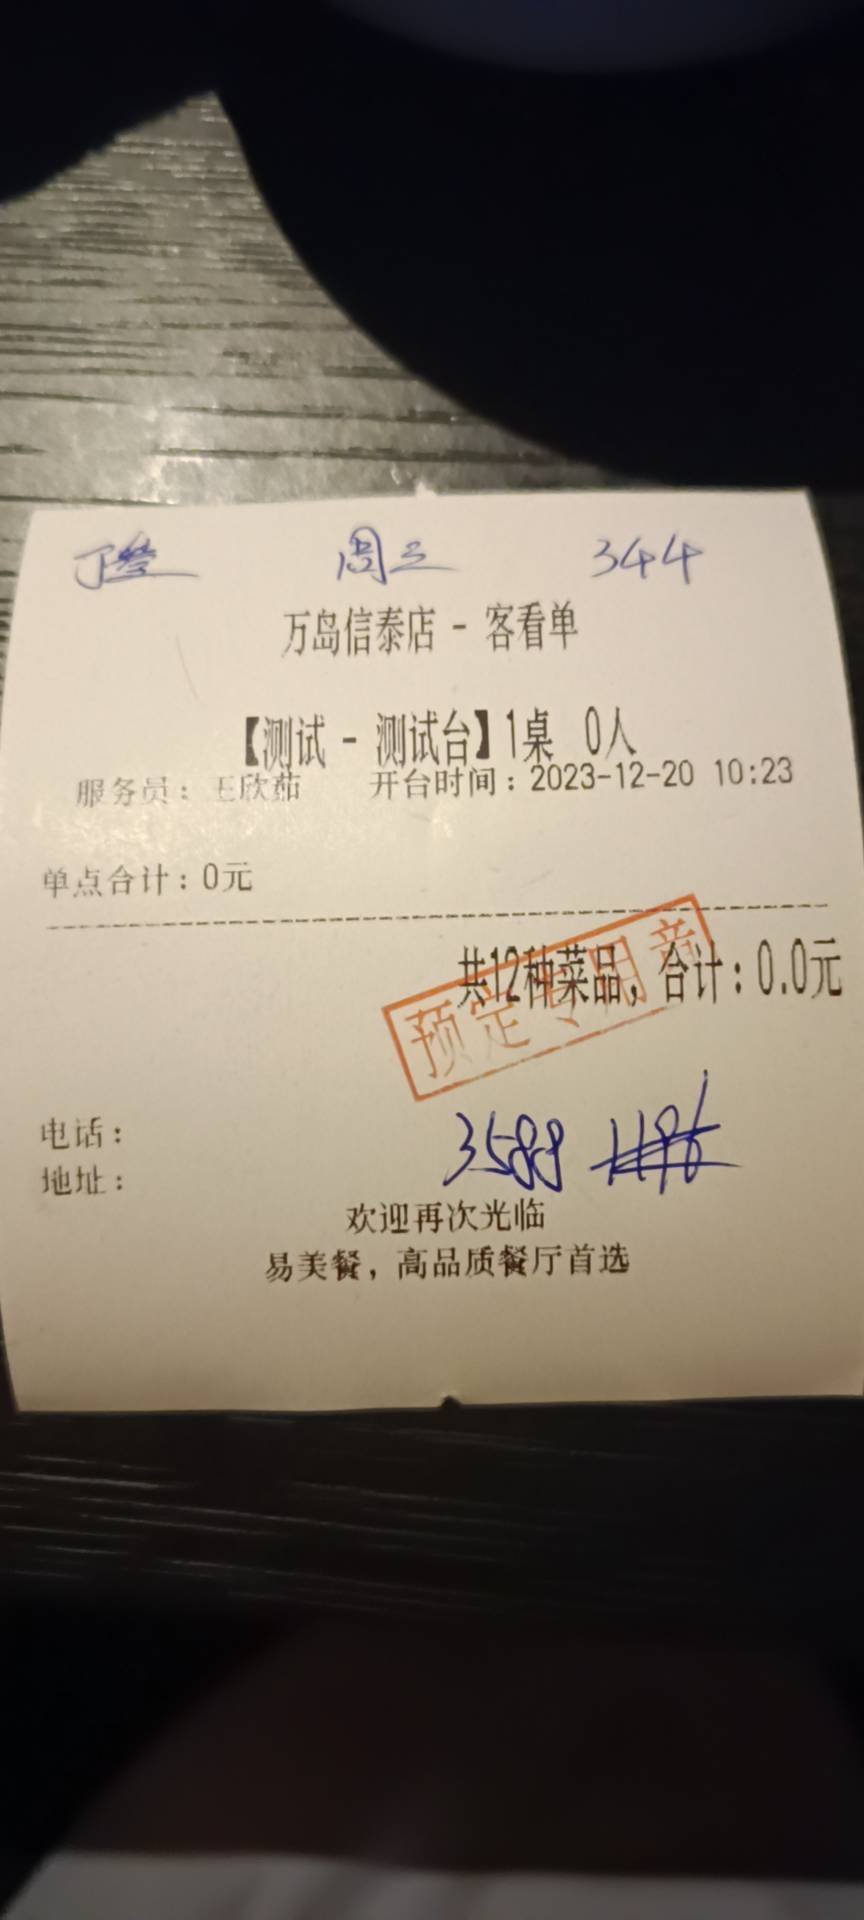 周三 344
万岛信泰店 - 客看单
【测试 - 测试台】1桌 0人
服务员: 王欣茹 开台时间:2023-12-20 10:23
单点合计:0元
共12种菜品, 合计:0.0元
预定专用章
电话:
3588
地址:
欢迎再次光临
易美餐, 高品质餐厅首选